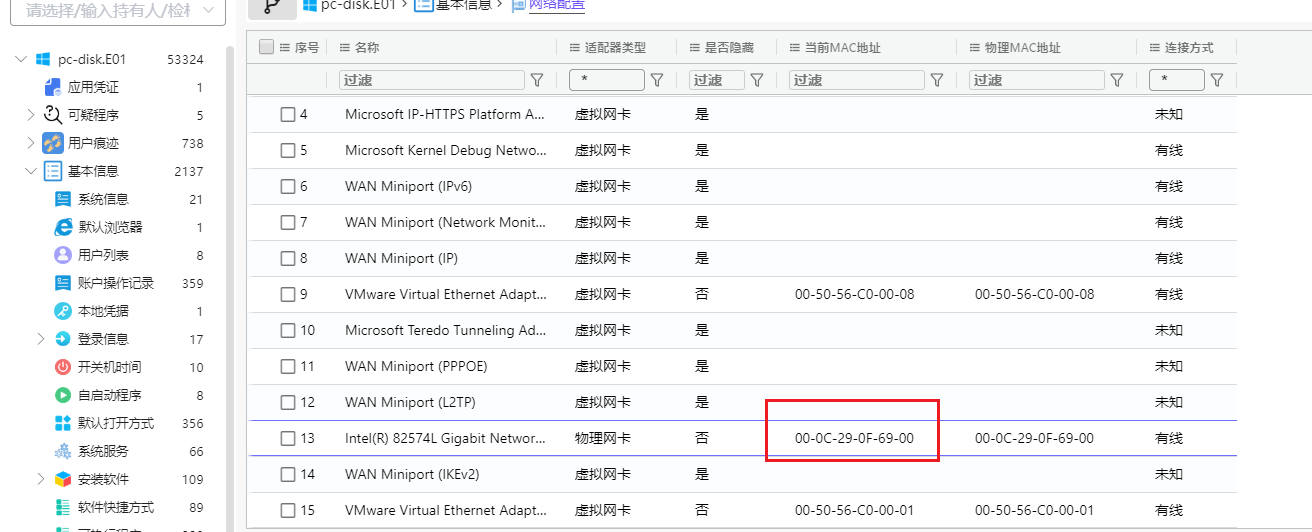 请选择/输入持有人/检材
pc-disk.E01 > 基本信息 > 网络配置
pc-disk.E01 53324
应用凭证 1
可疑程序 5
用户痕迹 738
基本信息 2137
系统信息 21
默认浏览器 1
用户列表 8
账户操作记录 359
本地凭据 1
登录信息 17
开关机时间 10
自启动程序 8
默认打开方式 356
系统服务 66
安装软件 109
软件快捷方式 89
序号 名称 适配器类型 是否隐藏 当前MAC地址 物理MAC地址 连接方式
过滤 * 过滤 过滤 过滤 *
4 Microsoft IP-HTTPS Platform A... 虚拟网卡 是 未知
5 Microsoft Kernel Debug Netwo... 虚拟网卡 是 有线
6 WAN Miniport (IPv6) 虚拟网卡 是 有线
7 WAN Miniport (Network Monit... 虚拟网卡 是 有线
8 WAN Miniport (IP) 虚拟网卡 是 有线
9 VMware Virtual Ethernet Adapt... 虚拟网卡 否 00-50-56-C0-00-08 00-50-56-C0-00-08 有线
10 Microsoft Teredo Tunneling Ad... 虚拟网卡 是 未知
11 WAN Miniport (PPPOE) 虚拟网卡 是 未知
12 WAN Miniport (L2TP) 虚拟网卡 是 未知
13 Intel(R) 82574L Gigabit Networ... 物理网卡 否 00-0C-29-0F-69-00 00-0C-29-0F-69-00 有线
14 WAN Miniport (IKEv2) 虚拟网卡 是 未知
15 VMware Virtual Ethernet Adapt... 虚拟网卡 否 00-50-56-C0-00-01 00-50-56-C0-00-01 有线